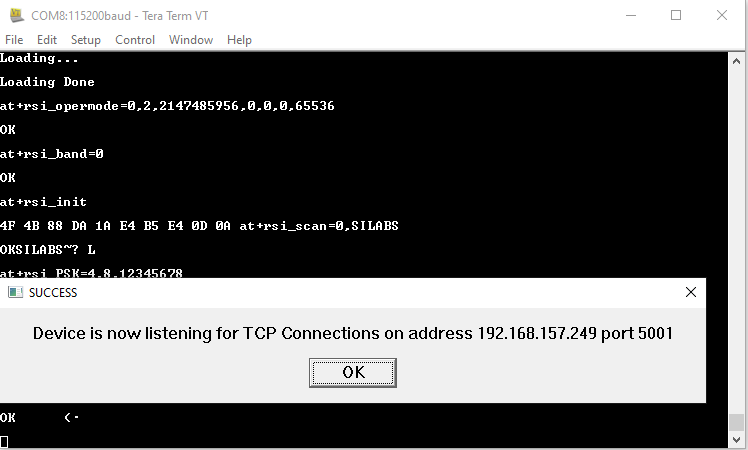 COM8:115200baud - Tera Term VT
File Edit Setup Control Window Help
Loading...
Loading Done
at+rsi_opermode=0,2,2147485956,0,0,0,65536
OK
at+rsi_band=0
OK
at+rsi_init
4F 4B 88 DA 1A E4 B5 E4 0D 0A at+rsi_scan=0,SILABS
OKSILABS~? L
at+rsi_PSK=4,8,12345678
SUCCESS
Device is now listening for TCP Connections on address 192.168.157.249 port 5001
OK
OK <-